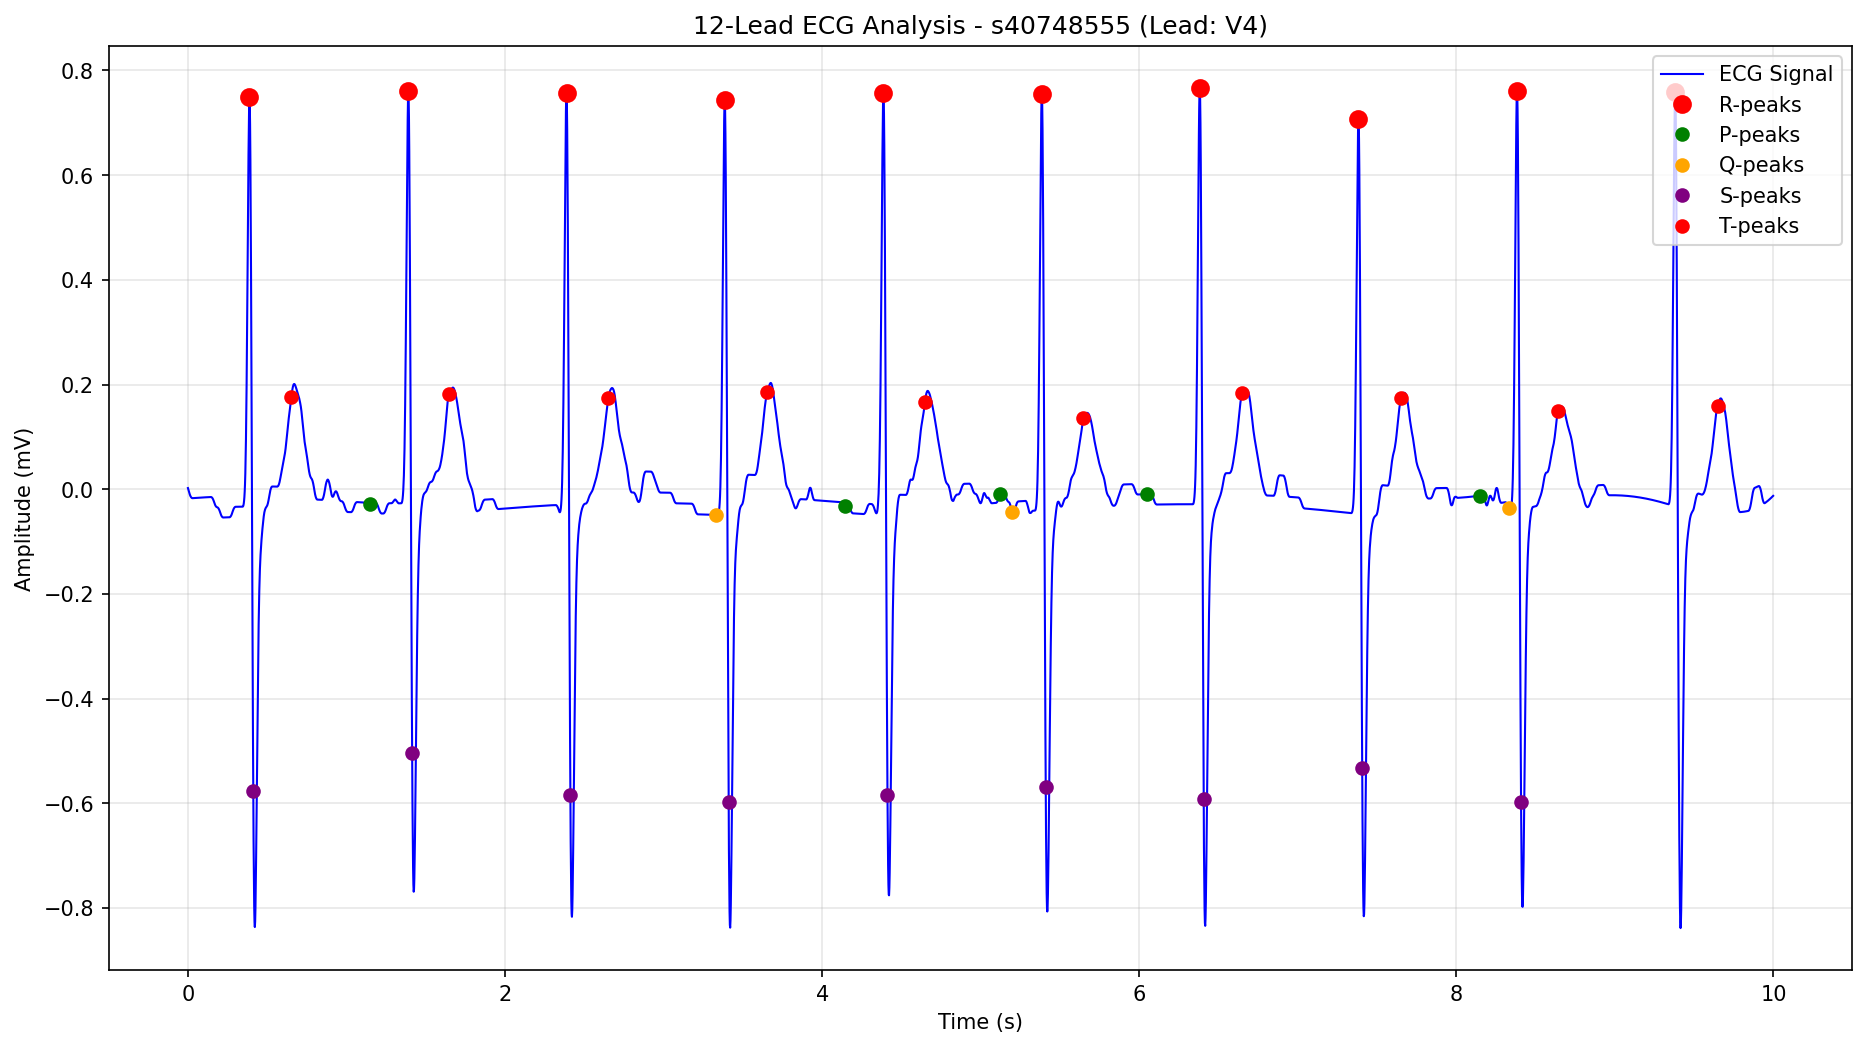 12-Lead ECG Analysis - s40748555 (Lead: V4)
ECG Signal
R-peaks
P-peaks
Q-peaks
S-peaks
T-peaks
Amplitude (mV)
0.8
0.6
0.4
0.2
0.0
−0.2
−0.4
−0.6
−0.8
0
2
4
6
8
10
Time (s)